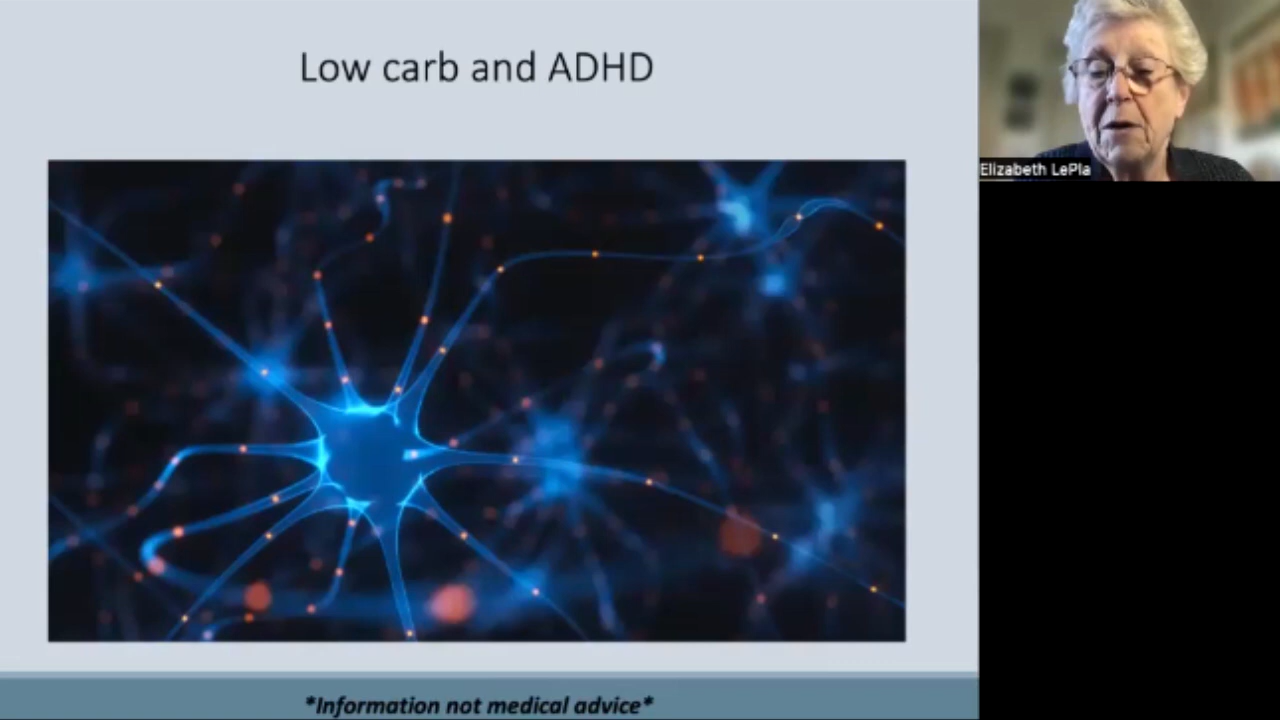 Low carb and ADHD
Elizabeth LePla
*Information not medical advice*